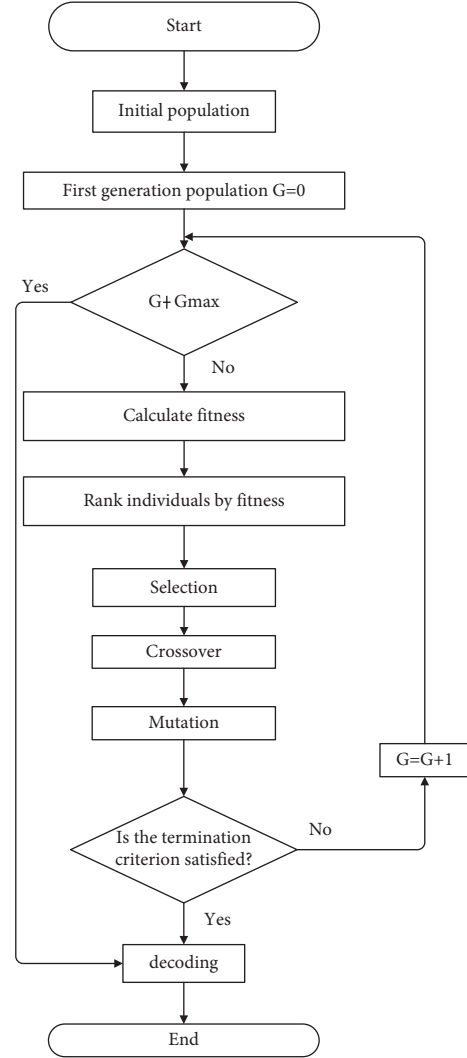 Start
Initial population
First generation population G=0
Yes
G‡Gmax
No
Calculate fitness
Rank individuals by fitness
Selection
Crossover
Mutation
G=G+1
Is the termination
criterion satisfied?
No
Yes
decoding
End